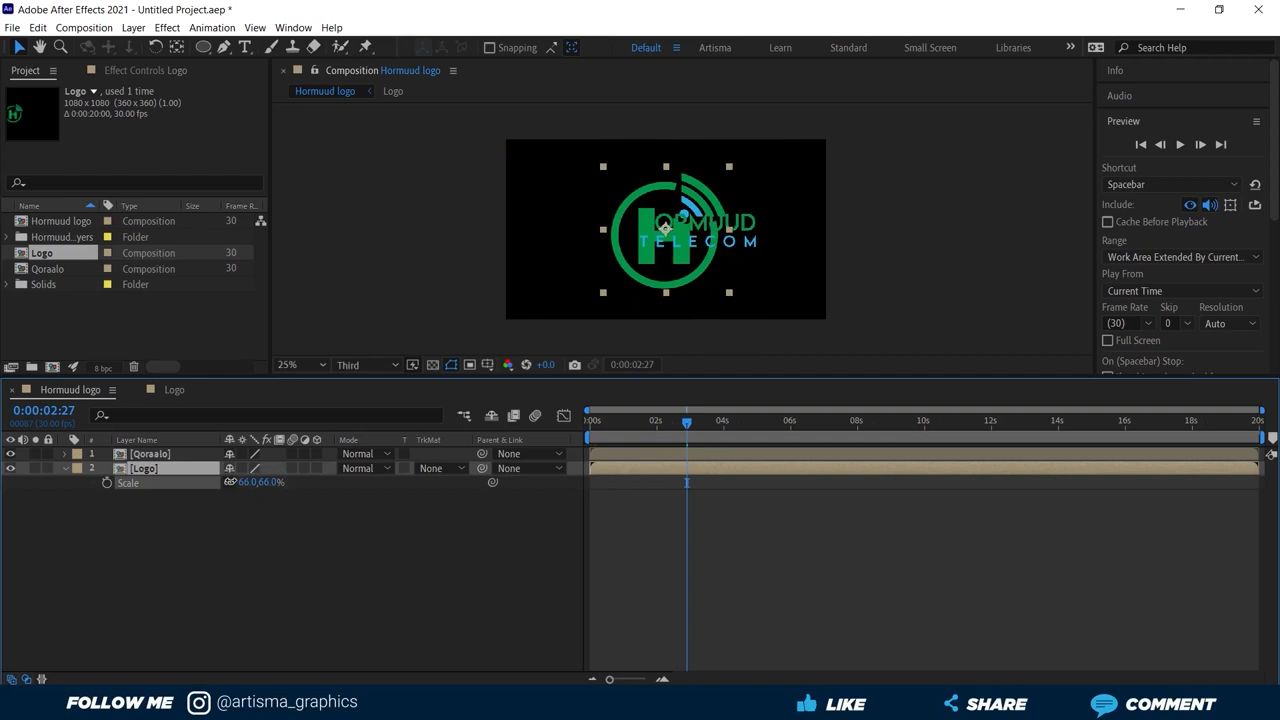 Adobe After Effects 2021 - Untitled Project.aep *
File Edit Composition Layer Effect Animation View Window Help
Snapping
Default Artisma Learn Standard Small Screen Libraries
Search Help
Project
Effect Controls Logo
Composition Hormuud logo
Hormuud logo
Logo
Logo , used 1 time
1080 x 1080 (360 x 360) (1.00)
Δ 0:00:20:00, 30.00 fps
Name Type Size Frame R...
Hormuud logo Composition 30
Hormuud...yers Folder
Logo Composition 30
Qoraalo Composition 30
Solids Folder
8 bpc
HORMUUD
TELECOM
25%
Third
+0.0
0:00:02:27
Info
Audio
Preview
Shortcut
Spacebar
Include:
Cache Before Playback
Range
Work Area Extended By Current...
Play From
Current Time
Frame Rate Skip Resolution
(30) 0 Auto
Full Screen
On (Spacebar) Stop:
Hormuud logo
Logo
0:00:02:27
00087 (30.00 fps)
# Layer Name Mode T TrkMat Parent & Link
1 [Qoraalo] Normal None
2 [Logo] Normal None None
Scale 66.0,66.0%
:00s 02s 04s 06s 08s 10s 12s 14s 16s 18s 20s
FOLLOW ME @artisma_graphics LIKE SHARE COMMENT